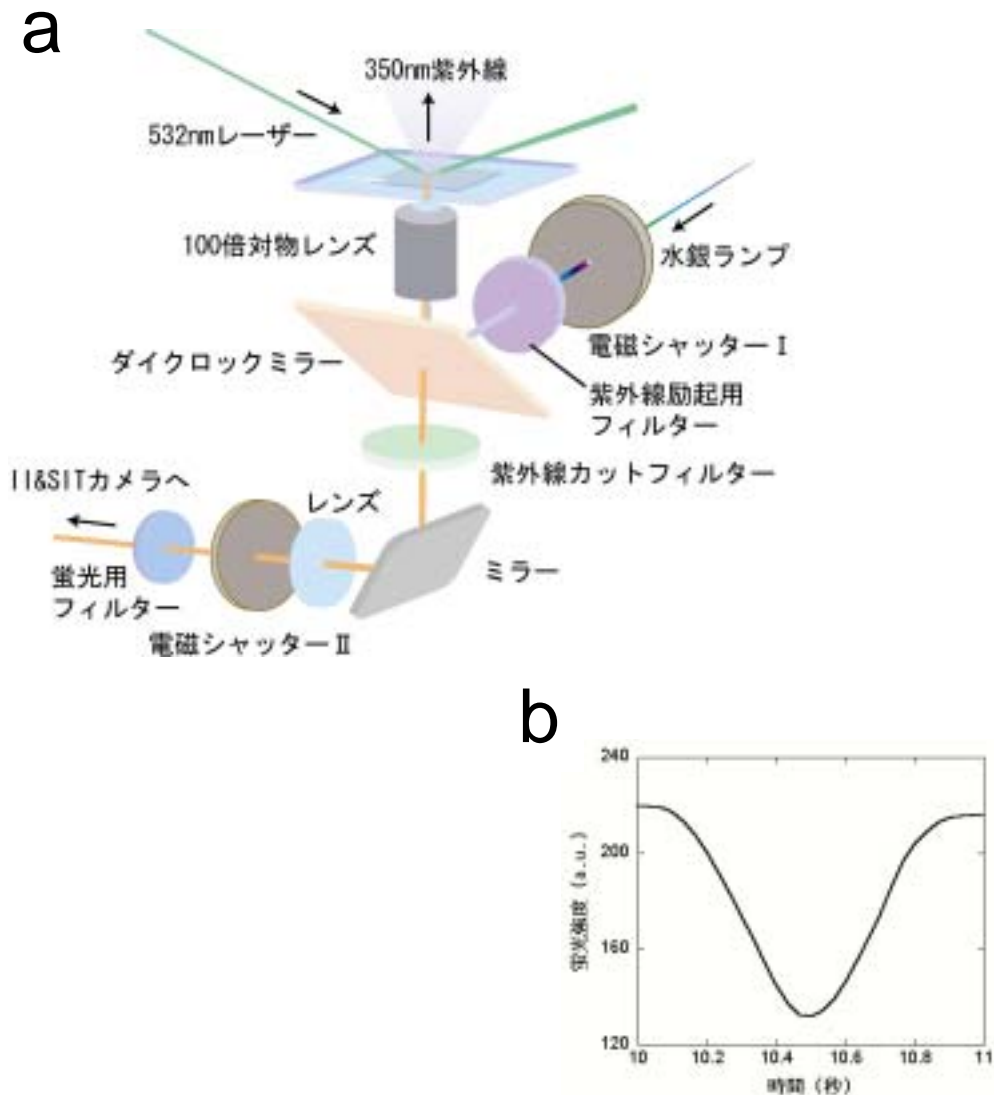 a
350nm紫外線
532nmレーザー
100倍対物レンズ
水銀ランプ
電磁シャッターⅠ
ダイクロックミラー
紫外線励起用
フィルター
紫外線カットフィルター
II&SITカメラへ
レンズ
ミラー
蛍光用
フィルター
電磁シャッターⅡ
b
240
200
160
120
蛍光強度 (a.u.)
10
10.2
10.4
10.6
10.8
11
時間 (秒)